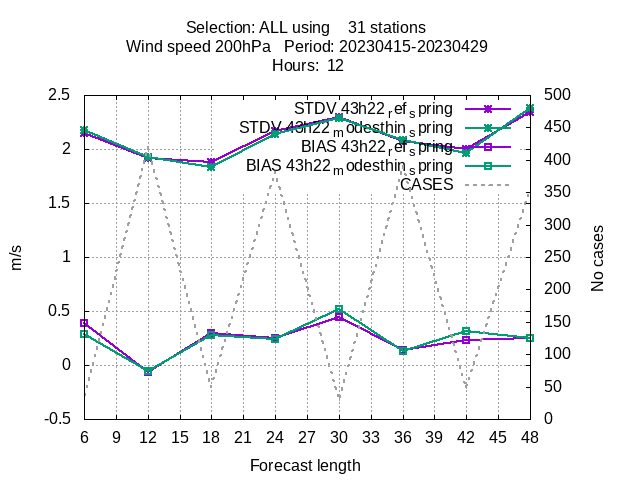 Selection: ALL using 31 stations
Wind speed 200hPa Period: 20230415-20230429
Hours: 12
2.5
2
1.5
1
0.5
0
-0.5
m/s
STDV 43h22_ref_spring
STDV 43h22_modesthin_spring
BIAS 43h22_ref_spring
BIAS 43h22_modesthin_spring
CASES
500
450
400
350
300
250
200
150
100
50
0
No cases
6 9 12 15 18 21 24 27 30 33 36 39 42 45 48
Forecast length